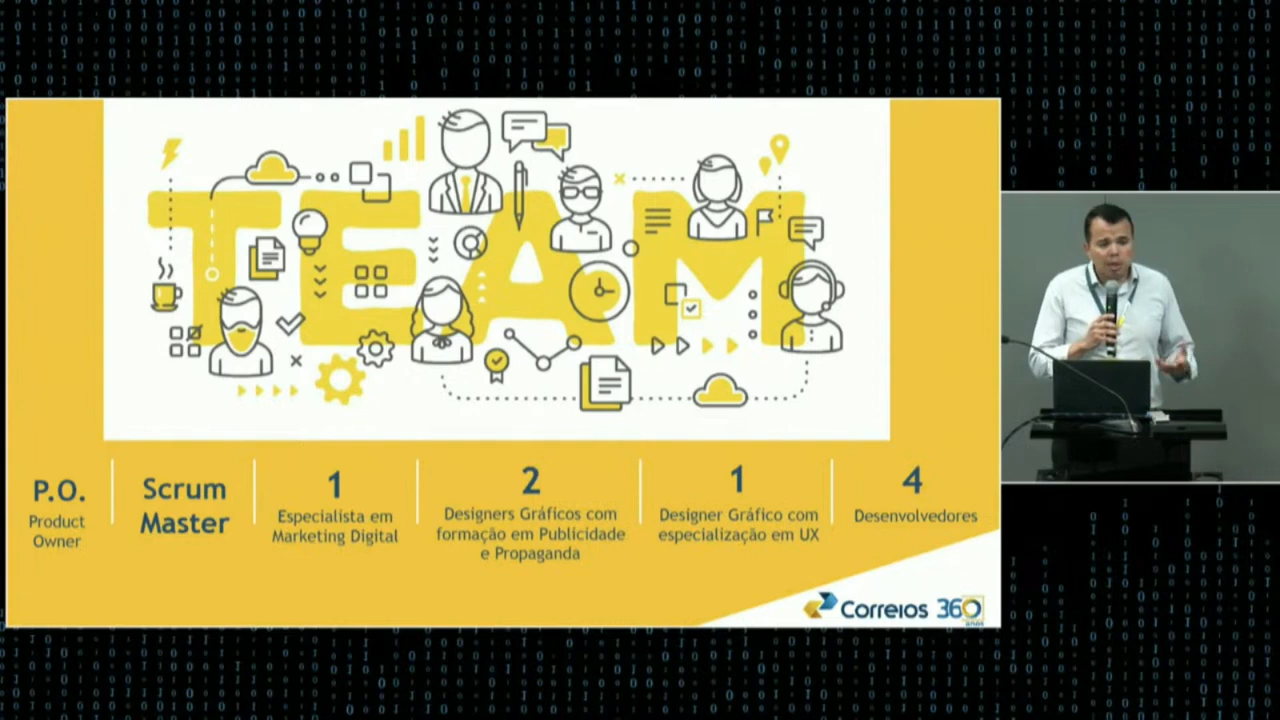 TEAM
P.O.
Product
Owner
Scrum
Master
1
Especialista em
Marketing Digital
2
Designers Gráficos com
formação em Publicidade
e Propaganda
1
Designer Gráfico com
especialização em UX
4
Desenvolvedores
Correios 360
anos